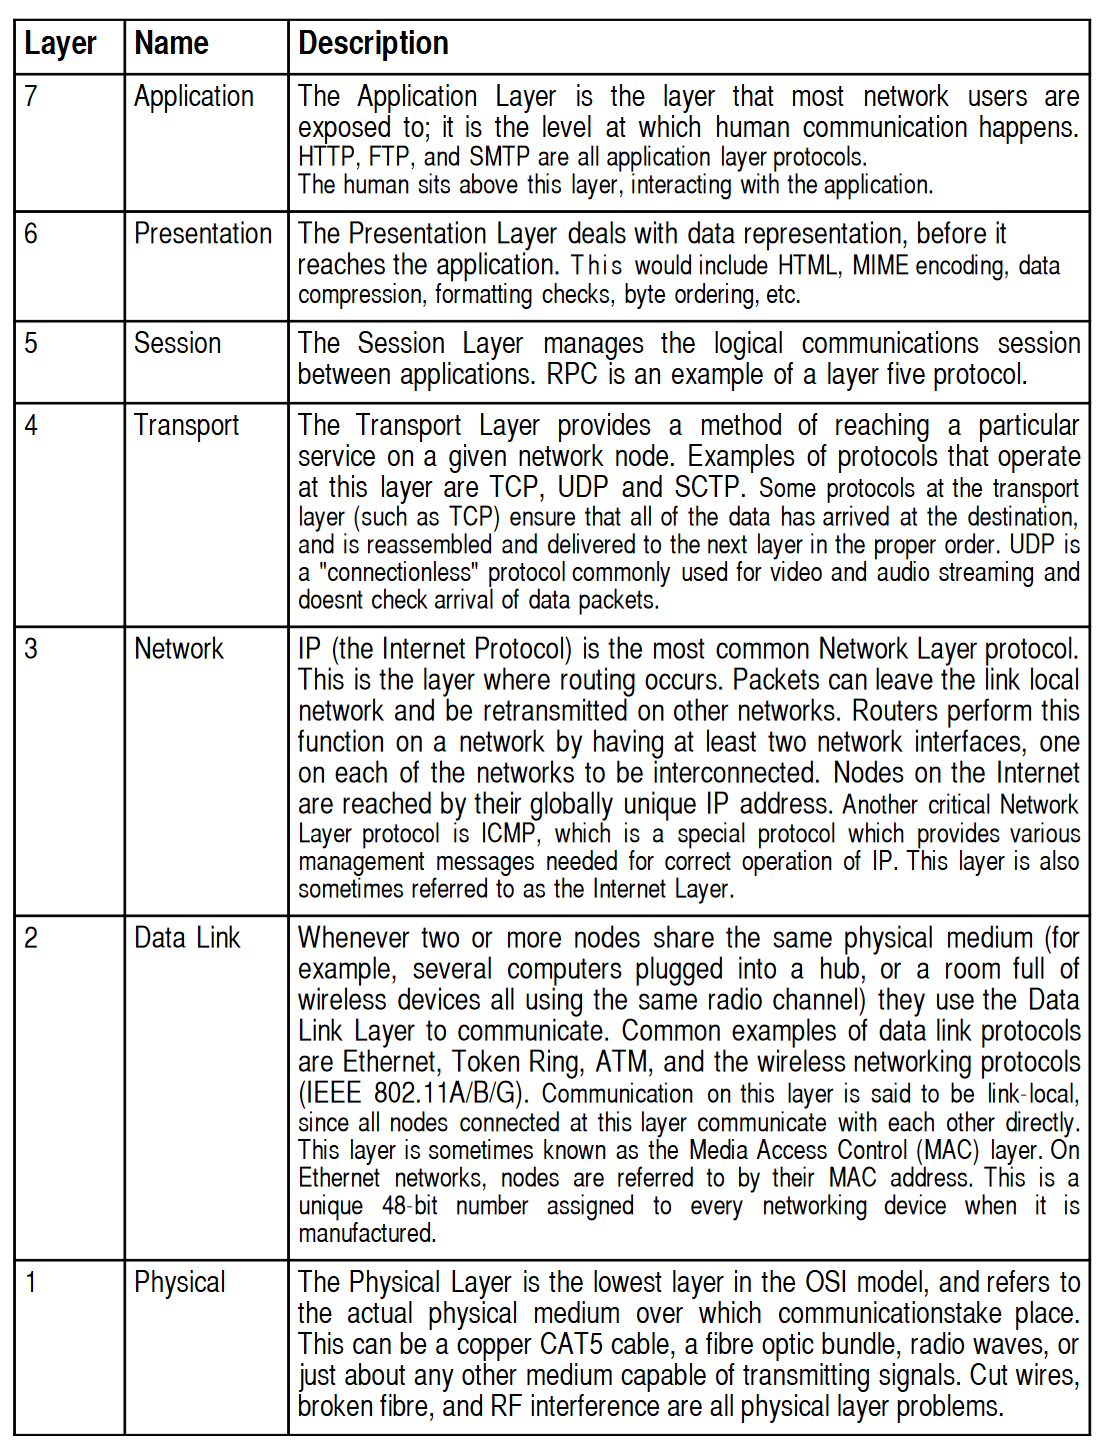 Layer Name Description
7 Application The Application Layer is the layer that most network users are
exposed to; it is the level at which human communication happens.
HTTP, FTP, and SMTP are all application layer protocols.
The human sits above this layer, interacting with the application.
6 Presentation The Presentation Layer deals with data representation, before it
reaches the application. This would include HTML, MIME encoding, data
compression, formatting checks, byte ordering, etc.
5 Session The Session Layer manages the logical communications session
between applications. RPC is an example of a layer five protocol.
4 Transport The Transport Layer provides a method of reaching a particular
service on a given network node. Examples of protocols that operate
at this layer are TCP, UDP and SCTP. Some protocols at the transport
layer (such as TCP) ensure that all of the data has arrived at the destination,
and is reassembled and delivered to the next layer in the proper order. UDP is
a "connectionless" protocol commonly used for video and audio streaming and
doesnt check arrival of data packets.
3 Network IP (the Internet Protocol) is the most common Network Layer protocol.
This is the layer where routing occurs. Packets can leave the link local
network and be retransmitted on other networks. Routers perform this
function on a network by having at least two network interfaces, one
on each of the networks to be interconnected. Nodes on the Internet
are reached by their globally unique IP address. Another critical Network
Layer protocol is ICMP, which is a special protocol which provides various
management messages needed for correct operation of IP. This layer is also
sometimes referred to as the Internet Layer.
2 Data Link Whenever two or more nodes share the same physical medium (for
example, several computers plugged into a hub, or a room full of
wireless devices all using the same radio channel) they use the Data
Link Layer to communicate. Common examples of data link protocols
are Ethernet, Token Ring, ATM, and the wireless networking protocols
(IEEE 802.11A/B/G). Communication on this layer is said to be link-local,
since all nodes connected at this layer communicate with each other directly.
This layer is sometimes known as the Media Access Control (MAC) layer. On
Ethernet networks, nodes are referred to by their MAC address. This is a
unique 48-bit number assigned to every networking device when it is
manufactured.
1 Physical The Physical Layer is the lowest layer in the OSI model, and refers to
the actual physical medium over which communicationstake place.
This can be a copper CAT5 cable, a fibre optic bundle, radio waves, or
just about any other medium capable of transmitting signals. Cut wires,
broken fibre, and RF interference are all physical layer problems.